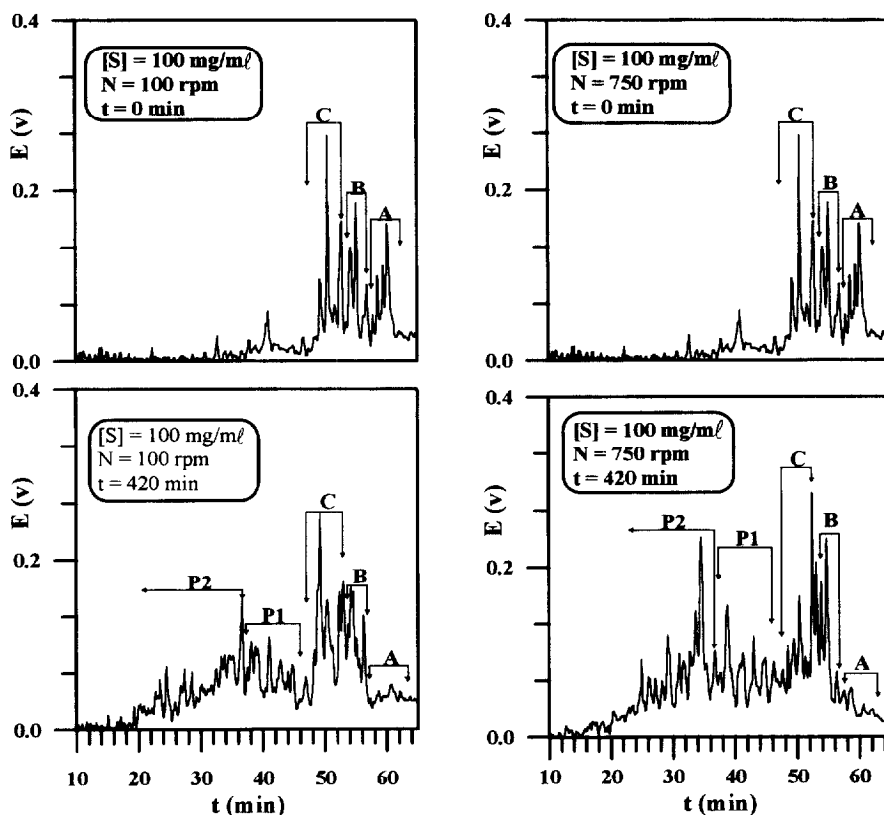 0.4
[S] = 100 mg/mℓ
N = 100 rpm
t = 0 min
C
B
A
0.2
0.0
E (v)
0.4
[S] = 100 mg/mℓ
N = 750 rpm
t = 0 min
C
B
A
0.2
0.0
E (v)
0.4
[S] = 100 mg/mℓ
N = 100 rpm
t = 420 min
C
B
A
P2
P1
0.2
0.0
E (v)
10 20 30 40 50 60
t (min)
0.4
[S] = 100 mg/mℓ
N = 750 rpm
t = 420 min
C
B
A
P2
P1
0.2
0.0
E (v)
10 20 30 40 50 60
t (min)